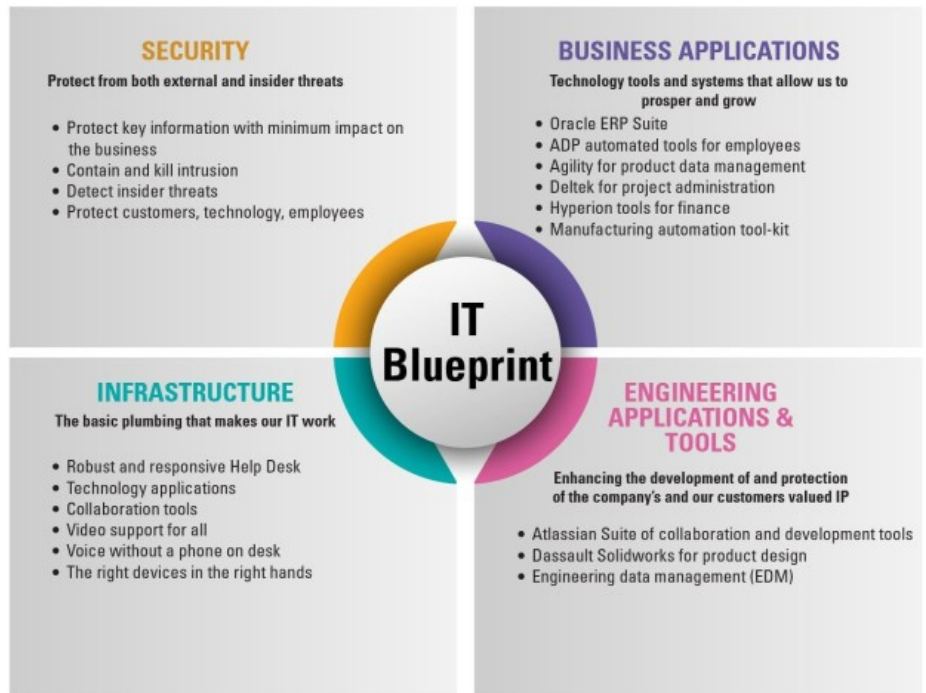 SECURITY
Protect from both external and insider threats
• Protect key information with minimum impact on
the business
• Contain and kill intrusion
• Detect insider threats
• Protect customers, technology, employees
BUSINESS APPLICATIONS
Technology tools and systems that allow us to
prosper and grow
• Oracle ERP Suite
• ADP automated tools for employees
• Agility for product data management
• Deltek for project administration
• Hyperion tools for finance
• Manufacturing automation tool-kit
IT
Blueprint
INFRASTRUCTURE
The basic plumbing that makes our IT work
• Robust and responsive Help Desk
• Technology applications
• Collaboration tools
• Video support for all
• Voice without a phone on desk
• The right devices in the right hands
ENGINEERING
APPLICATIONS &
TOOLS
Enhancing the development of and protection
of the company's and our customers valued IP
• Atlassian Suite of collaboration and development tools
• Dassault Solidworks for product design
• Engineering data management (EDM)